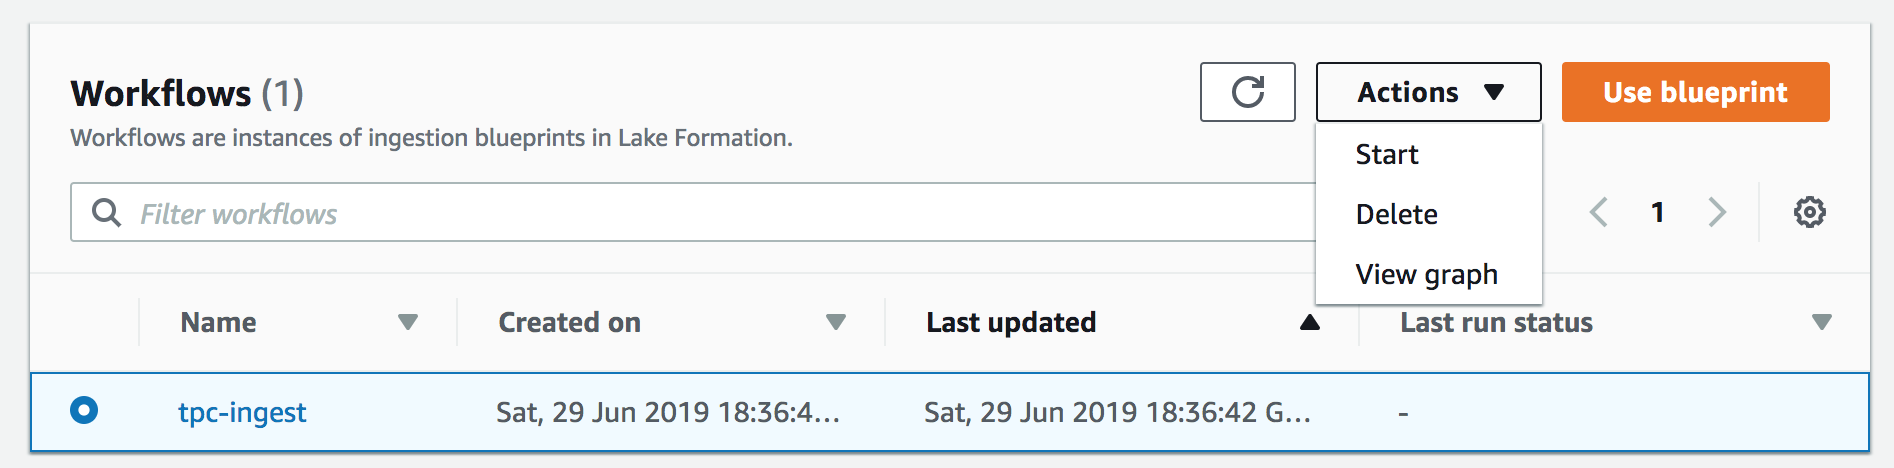 Workflows (1)
Actions
Use blueprint
Workflows are instances of ingestion blueprints in Lake Formation.
Start
Delete
View graph
Filter workflows
1
Name
Created on
Last updated
Last run status
tpc-ingest
Sat, 29 Jun 2019 18:36:4...
Sat, 29 Jun 2019 18:36:42 G...
-